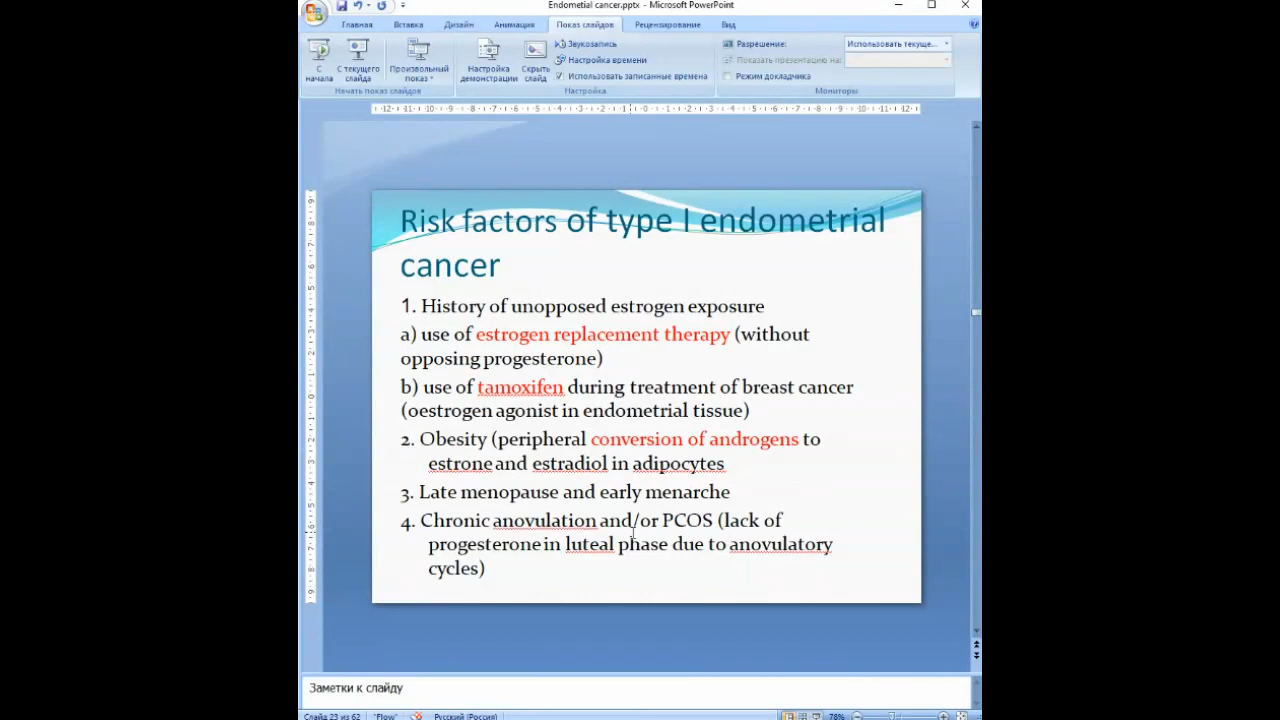 Endometial cancer.pptx - Microsoft PowerPoint
Главная Вставка Дизайн Анимация Показ слайдов Рецензирование Вид
С начала
С текущего слайда
Произвольный показ
Начать показ слайдов
Настройка демонстрации
Скрыть слайд
Звукозапись
Настройка времени
Использовать записанные времена
Настройка
Разрешение: Использовать текуще...
Показать презентацию на:
Режим докладчика
Мониторы
Risk factors of type I endometrial
cancer
1. History of unopposed estrogen exposure
a) use of estrogen replacement therapy (without
opposing progesterone)
b) use of tamoxifen during treatment of breast cancer
(oestrogen agonist in endometrial tissue)
2. Obesity (peripheral conversion of androgens to
estrone and estradiol in adipocytes
3. Late menopause and early menarche
4. Chronic anovulation and/or PCOS (lack of
progesterone in luteal phase due to anovulatory
cycles)
Заметки к слайду
Слайд 23 из 62 "Flow" Русский (Россия) 78%